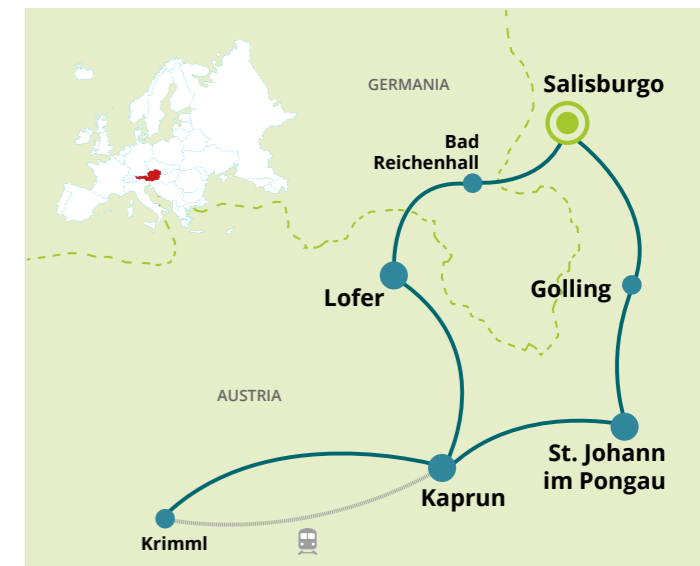 GERMANIA
Salisburgo
Bad
Reichenhall
Golling
Lofer
AUSTRIA
St. Johann
im Pongau
Kaprun
Krimml